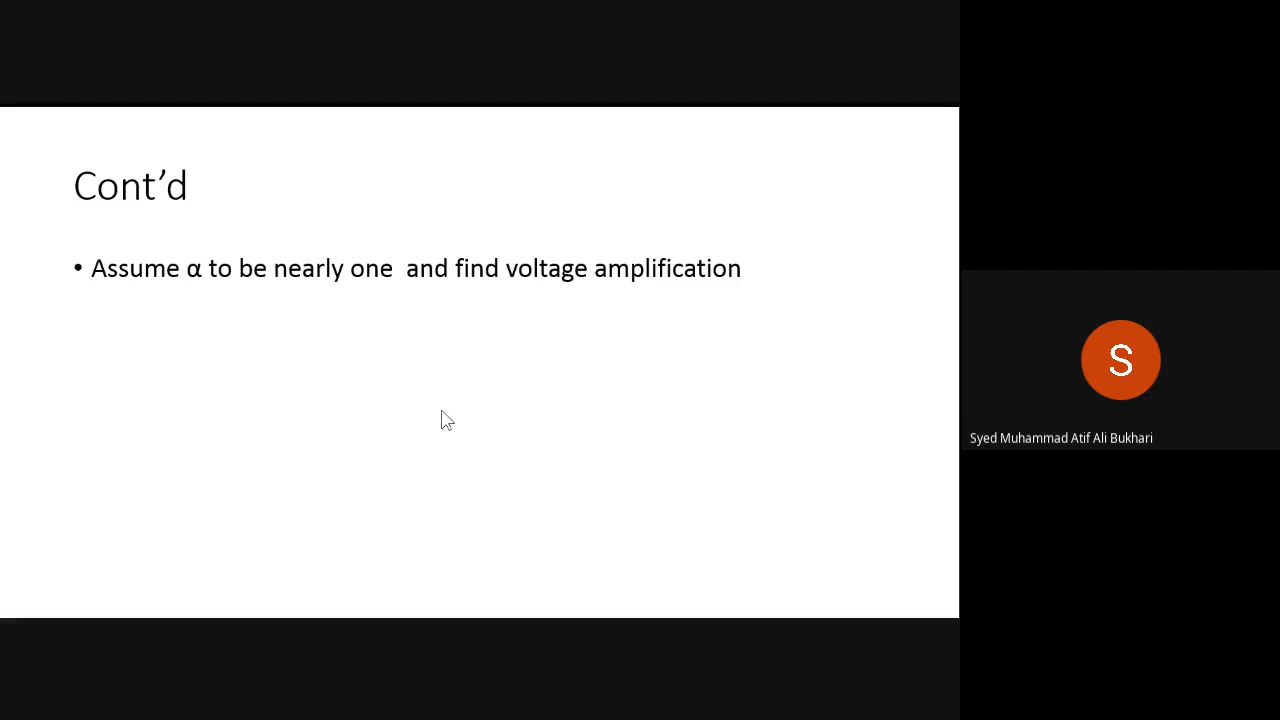 Cont’d
• Assume α to be nearly one  and find voltage amplification
S
Syed Muhammad Atif Ali Bukhari